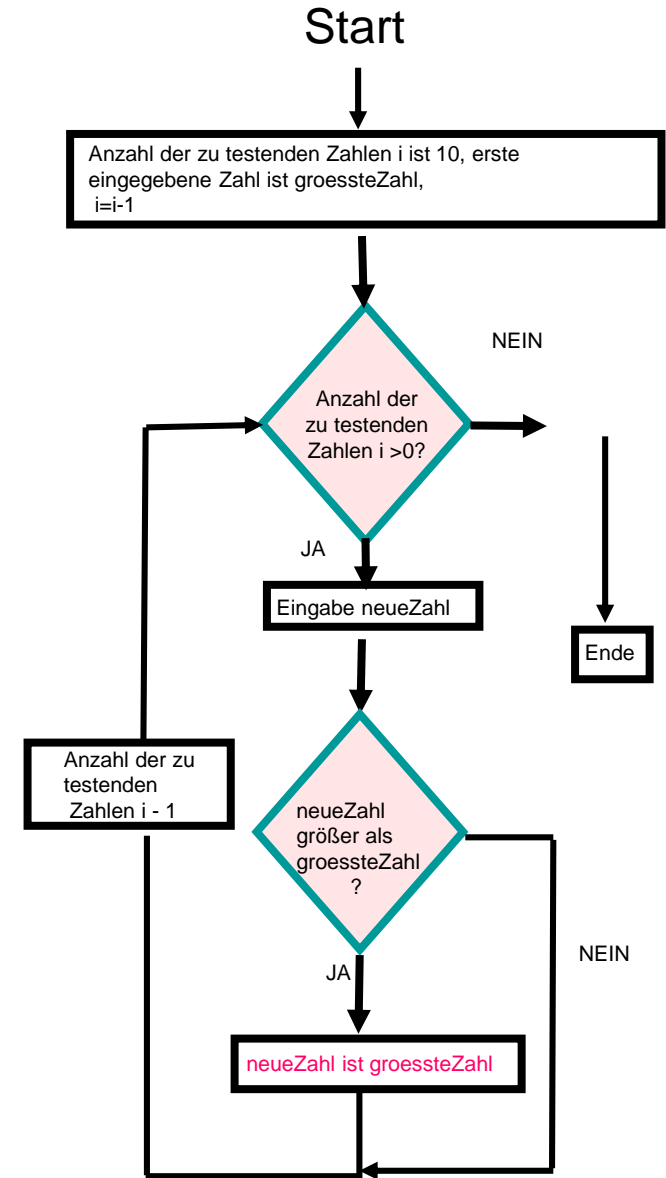 Start
Anzahl der zu testenden Zahlen i ist 10, erste
eingegebene Zahl ist groessteZahl,
i=i-1
NEIN
Anzahl der
zu testenden
Zahlen i >0?
JA
Eingabe neueZahl
Ende
Anzahl der zu
testenden
Zahlen i - 1
neueZahl
größer als
groessteZahl
?
NEIN
JA
neueZahl ist groessteZahl